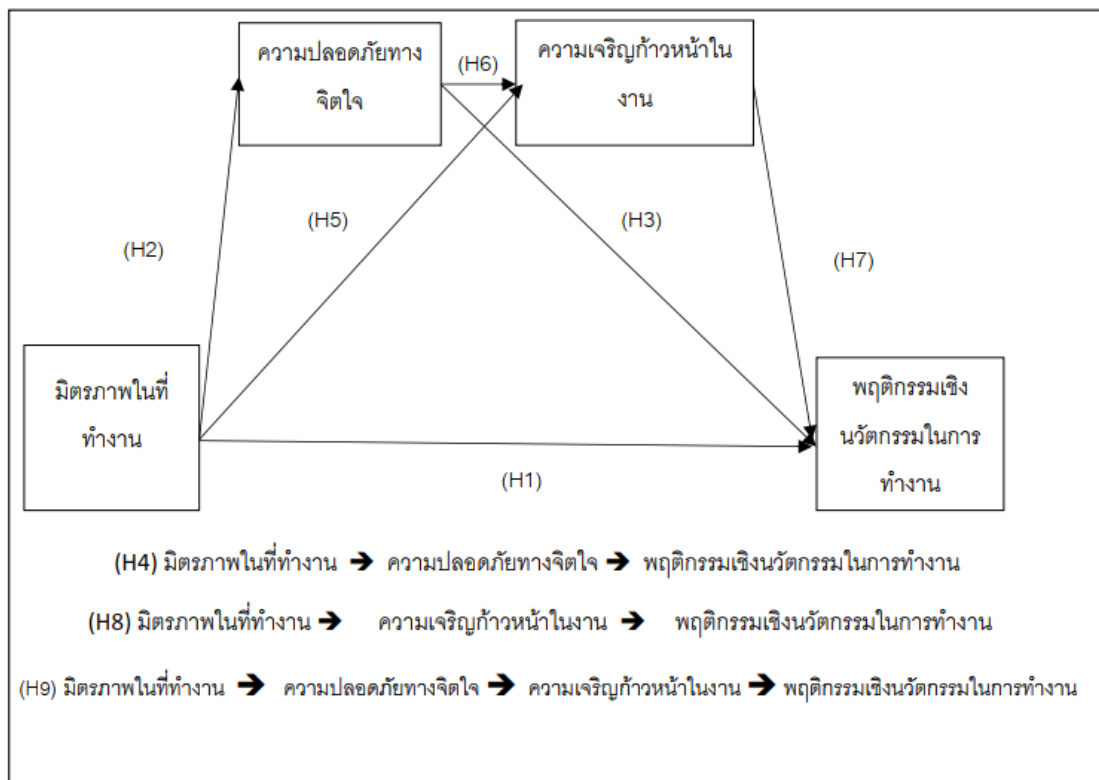 ความปลอดภัยทาง
จิตใจ
(H6)
ความเจริญก้าวหน้าใน
งาน
(H2)
(H5)
(H3)
(H7)
มิตรภาพในที่
ทำงาน
พฤติกรรมเชิง
นวัตกรรมในการ
ทำงาน
(H1)
(H4) มิตรภาพในที่ทำงาน ➔ ความปลอดภัยทางจิตใจ ➔ พฤติกรรมเชิงนวัตกรรมในการทำงาน
(H8) มิตรภาพในที่ทำงาน ➔ ความเจริญก้าวหน้าในงาน ➔ พฤติกรรมเชิงนวัตกรรมในการทำงาน
(H9) มิตรภาพในที่ทำงาน ➔ ความปลอดภัยทางจิตใจ ➔ ความเจริญก้าวหน้าในงาน ➔ พฤติกรรมเชิงนวัตกรรมในการทำงาน